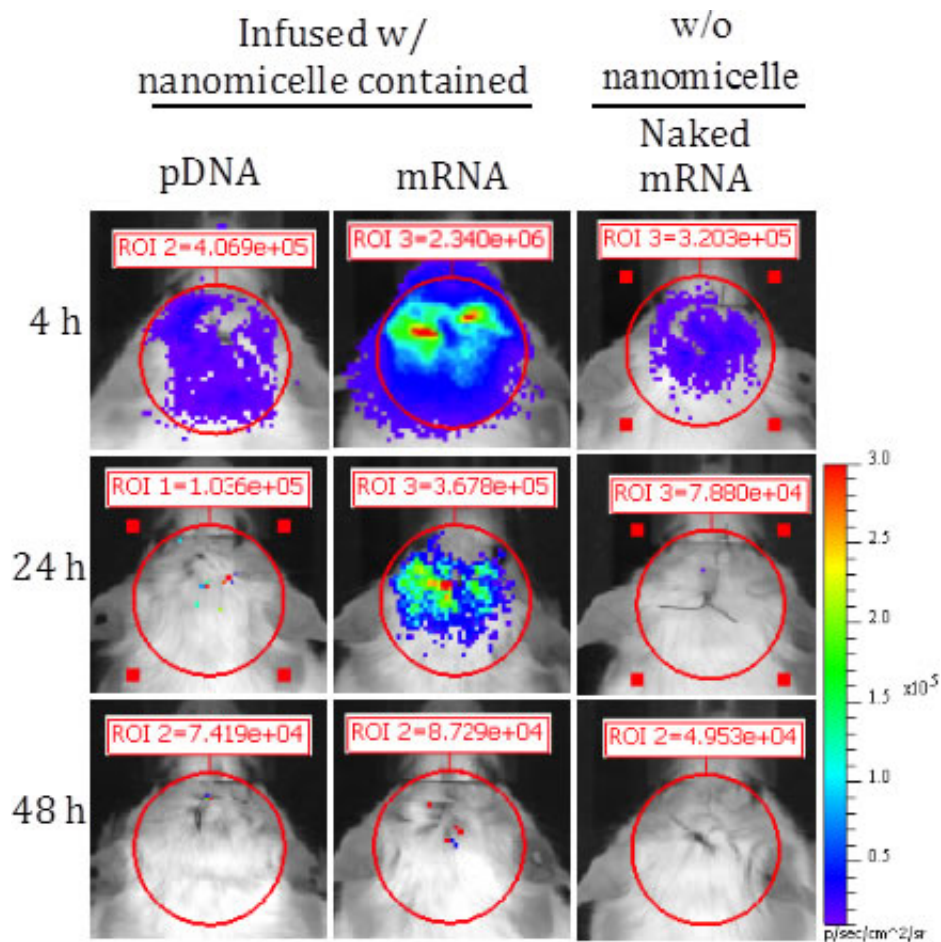 Infused w/
nanomicelle contained
w/o
nanomicelle
pDNA
mRNA
Naked
mRNA
4 h
ROI 2=4.069e+05
ROI 3=2.340e+06
ROI 3=3.203e+05
24 h
ROI 1=1.036e+05
ROI 3=3.678e+05
ROI 3=7.880e+04
48 h
ROI 2=7.419e+04
ROI 2=8.729e+04
ROI 2=4.953e+04
3.0
2.5
2.0
1.5
x10^5
1.0
0.5
p/sec/cm^2/sr